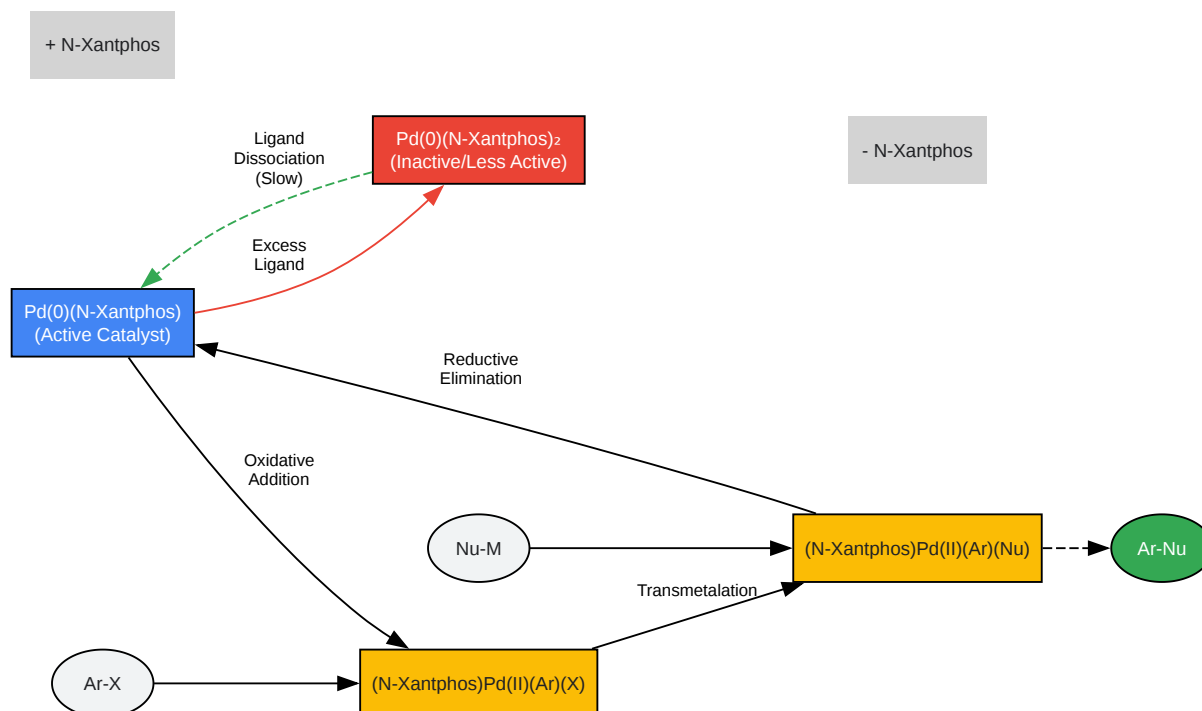 + N-Xantphos
Ligand
Dissociation
(Slow)
Pd(0)(N-Xantphos)₂
(Inactive/Less Active)
- N-Xantphos
Excess
Ligand
Pd(0)(N-Xantphos)
(Active Catalyst)
Reductive
Elimination
Oxidative
Addition
Nu-M
(N-Xantphos)Pd(II)(Ar)(Nu)
Ar-Nu
Transmetalation
Ar-X
(N-Xantphos)Pd(II)(Ar)(X)